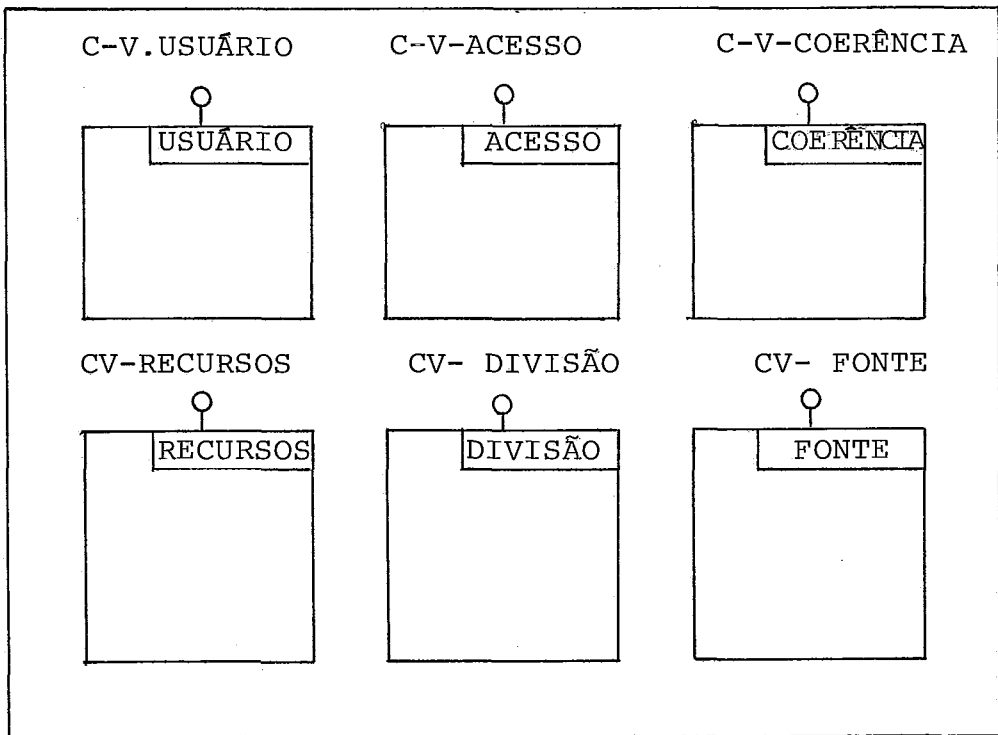 C-V.USUÁRIO C-V-ACESSO C-V-COERÊNCIA
USUÁRIO ACESSO COERÊNCIA
CV-RECURSOS CV- DIVISÃO CV- FONTE
RECURSOS DIVISÃO FONTE